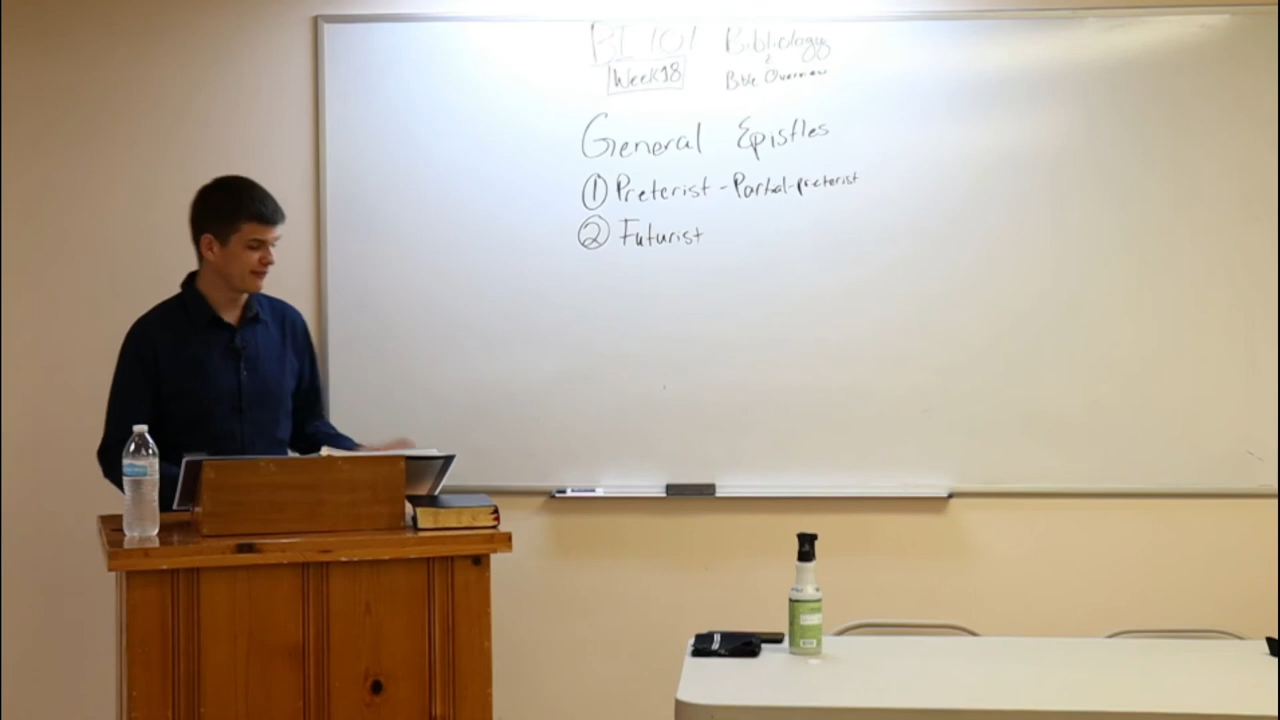 BI 101 Bibliology
Week 18 & Bible Overview
General Epistles
① Preterist - Partial-preterist
② Futurist